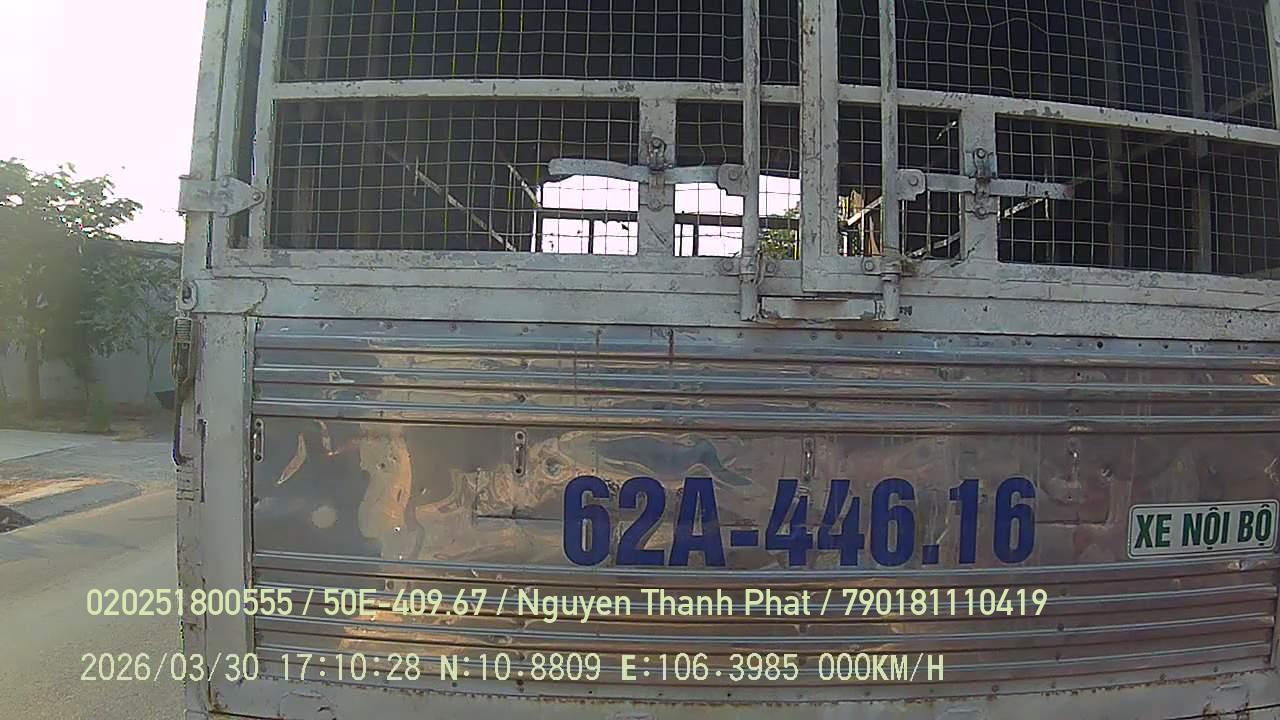 62A-446.16
XE NỘI BỘ
020251800555 / 50E-409.67 / Nguyen Thanh Phat / 790181110419
2026/03/30 17:10:28 N:10.8809 E:106.3985 000KM/H